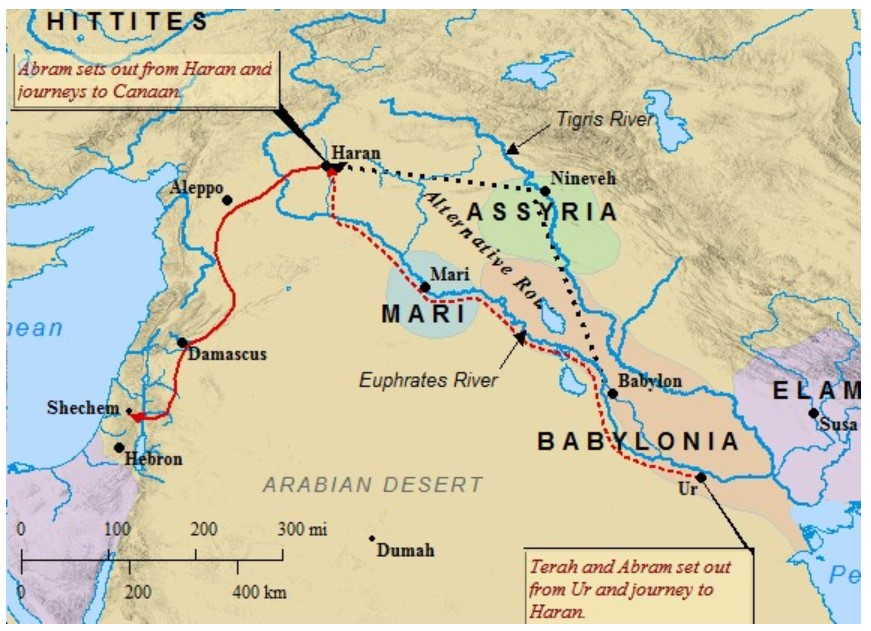 HITTITES
Abram sets out from Haran and
journeys to Canaan.
Tigris River
Haran
Nineveh
Aleppo
ASSYRIA
Alternative Rou
Mari
MARI
nean
Damascus
Euphrates River
Babylon
ELAM
Shechem
Susa
BABYLONIA
Hebron
ARABIAN DESERT
Ur
0 100 200 300 mi
Dumah
200 400 km
Terah and Abram set out
from Ur and journey to
Haran.
Pe